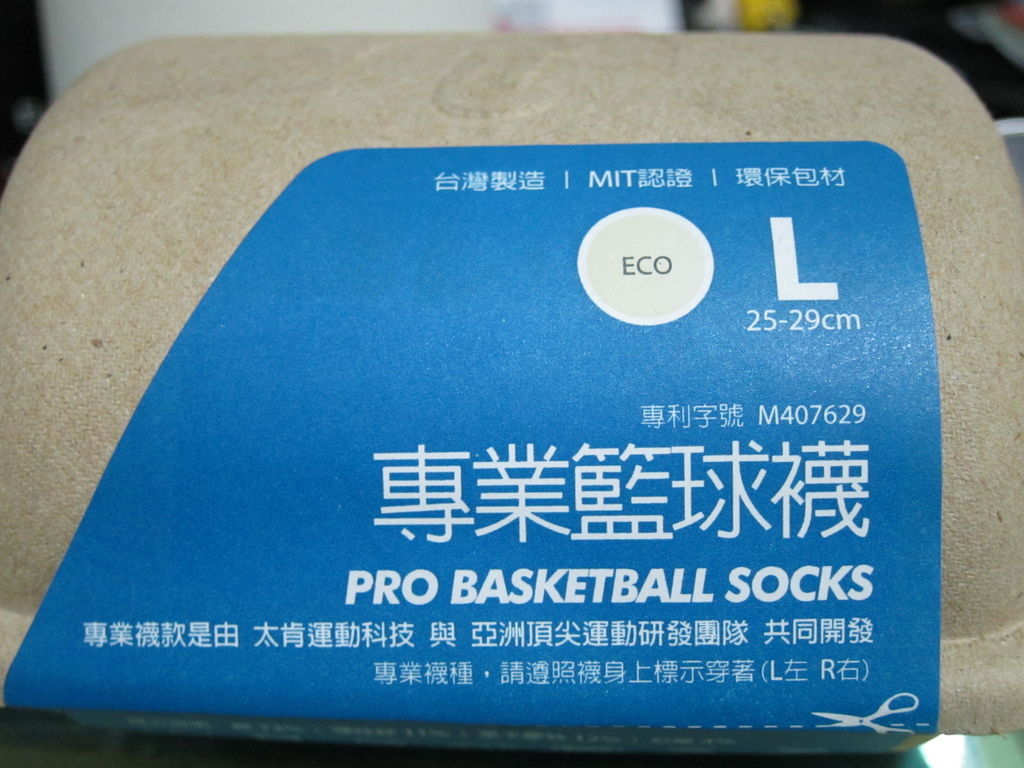 台灣製造 | MIT認證 | 環保包材
ECO
L
25-29cm
專利字號 M407629
專業籃球襪
PRO BASKETBALL SOCKS
專業襪款是由 太肯運動科技 與 亞洲頂尖運動研發團隊 共同開發
專業襪種，請遵照襪身上標示穿著(L左 R右)